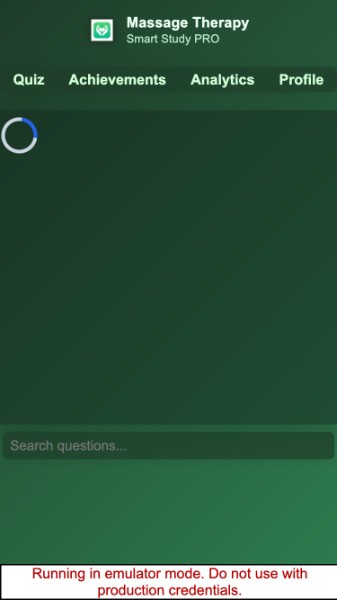 Massage Therapy
Smart Study PRO
Quiz Achievements Analytics Profile
Search questions...
Running in emulator mode. Do not use with
production credentials.